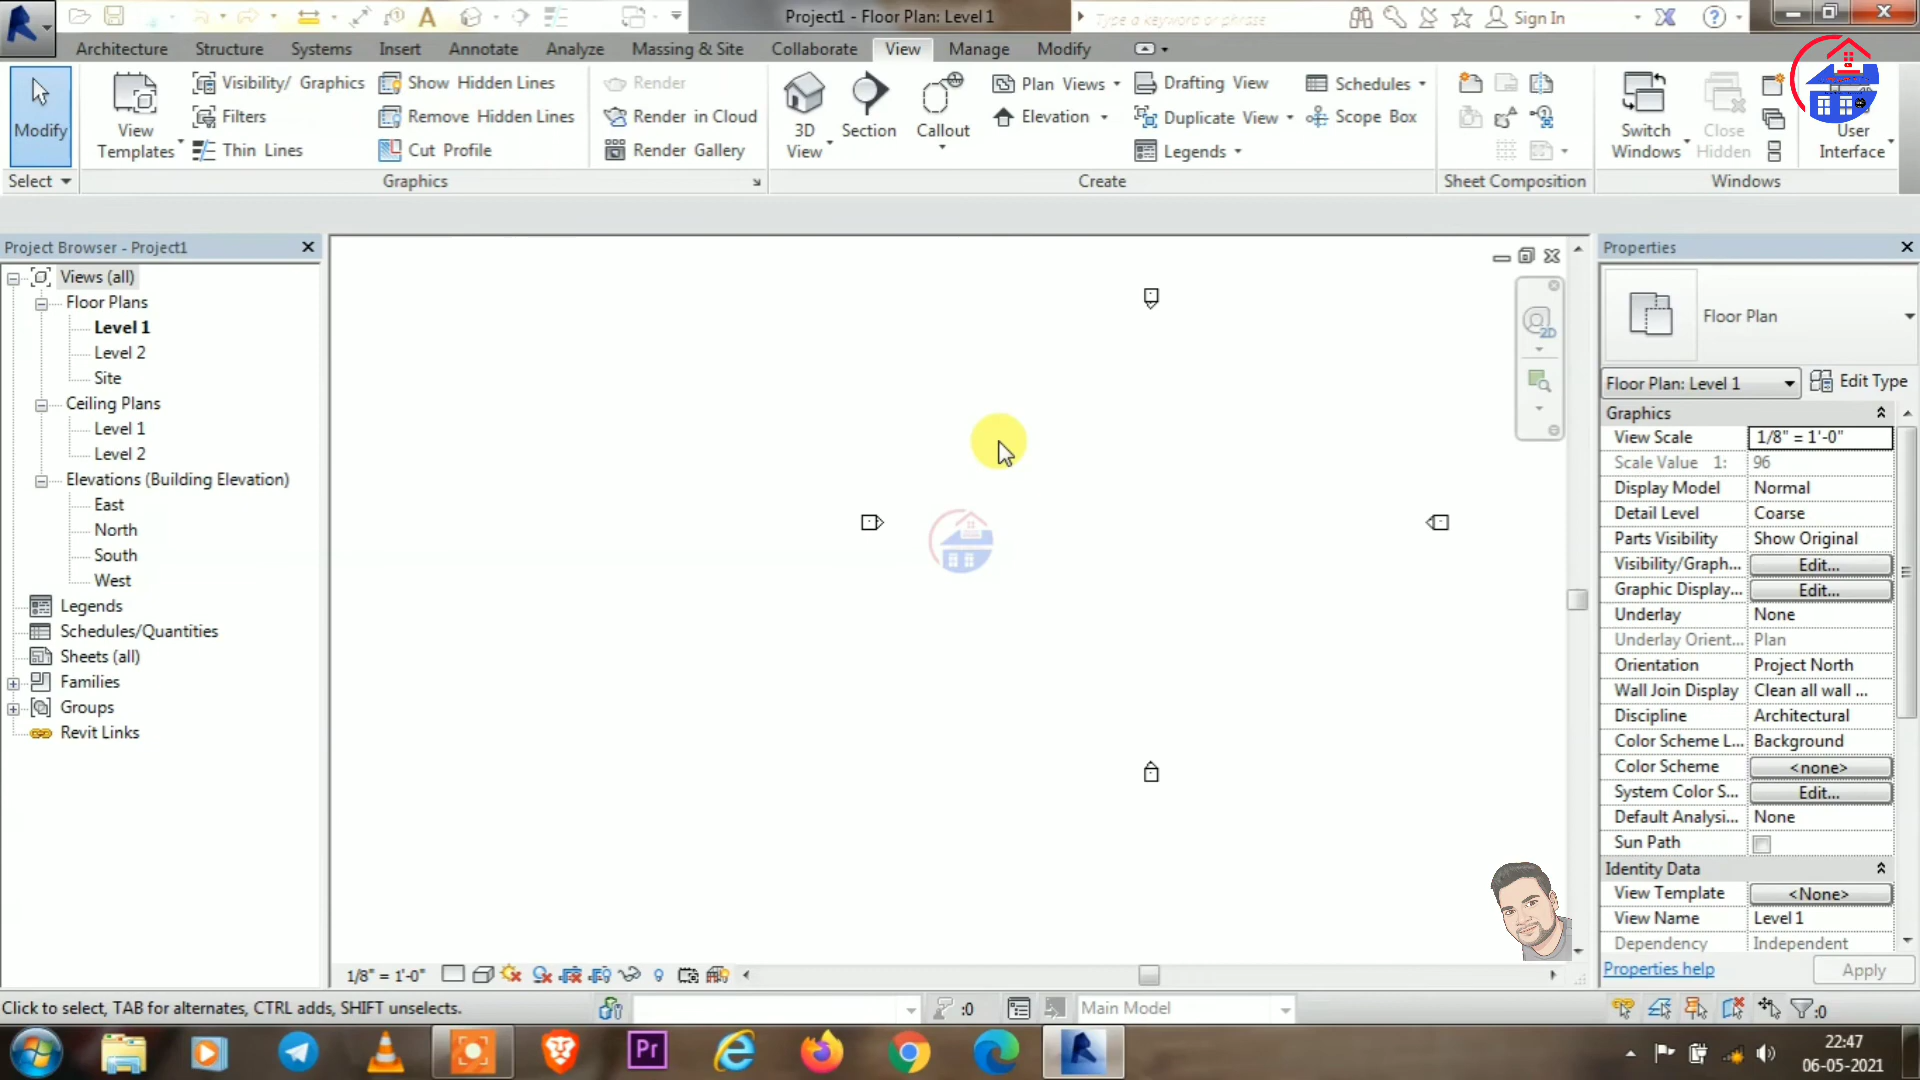 Project1 - Floor Plan: Level 1
Type a keyword or phrase
Sign In
Architecture
Structure
Systems
Insert
Annotate
Analyze
Massing & Site
Collaborate
View
Manage
Modify
Modify
View
Templates
Visibility/ Graphics
Filters
Thin Lines
Show Hidden Lines
Remove Hidden Lines
Cut Profile
Render
Render in Cloud
Render Gallery
3D
View
Section
Callout
Plan Views
Elevation
Drafting View
Duplicate View
Legends
Schedules
Scope Box
Switch
Windows
Close
Hidden
User
Interface
Select
Graphics
Create
Sheet Composition
Windows
Project Browser - Project1
Views (all)
Floor Plans
Level 1
Level 2
Site
Ceiling Plans
Level 1
Level 2
Elevations (Building Elevation)
East
North
South
West
Legends
Schedules/Quantities
Sheets (all)
Families
Groups
Revit Links
2D
Properties
Floor Plan
Floor Plan: Level 1
Edit Type
Graphics
View Scale 1/8" = 1'-0"
Scale Value 1: 96
Display Model Normal
Detail Level Coarse
Parts Visibility Show Original
Visibility/Graph... Edit...
Graphic Display... Edit...
Underlay None
Underlay Orient... Plan
Orientation Project North
Wall Join Display Clean all wall ...
Discipline Architectural
Color Scheme L... Background
Color Scheme <none>
System Color S... Edit...
Default Analysi... None
Sun Path
Identity Data
View Template <None>
View Name Level 1
Dependency Independent
Properties help
Apply
1/8" = 1'-0"
Click to select, TAB for alternates, CTRL adds, SHIFT unselects.
:0
Main Model
:0
Pr
22:47
06-05-2021